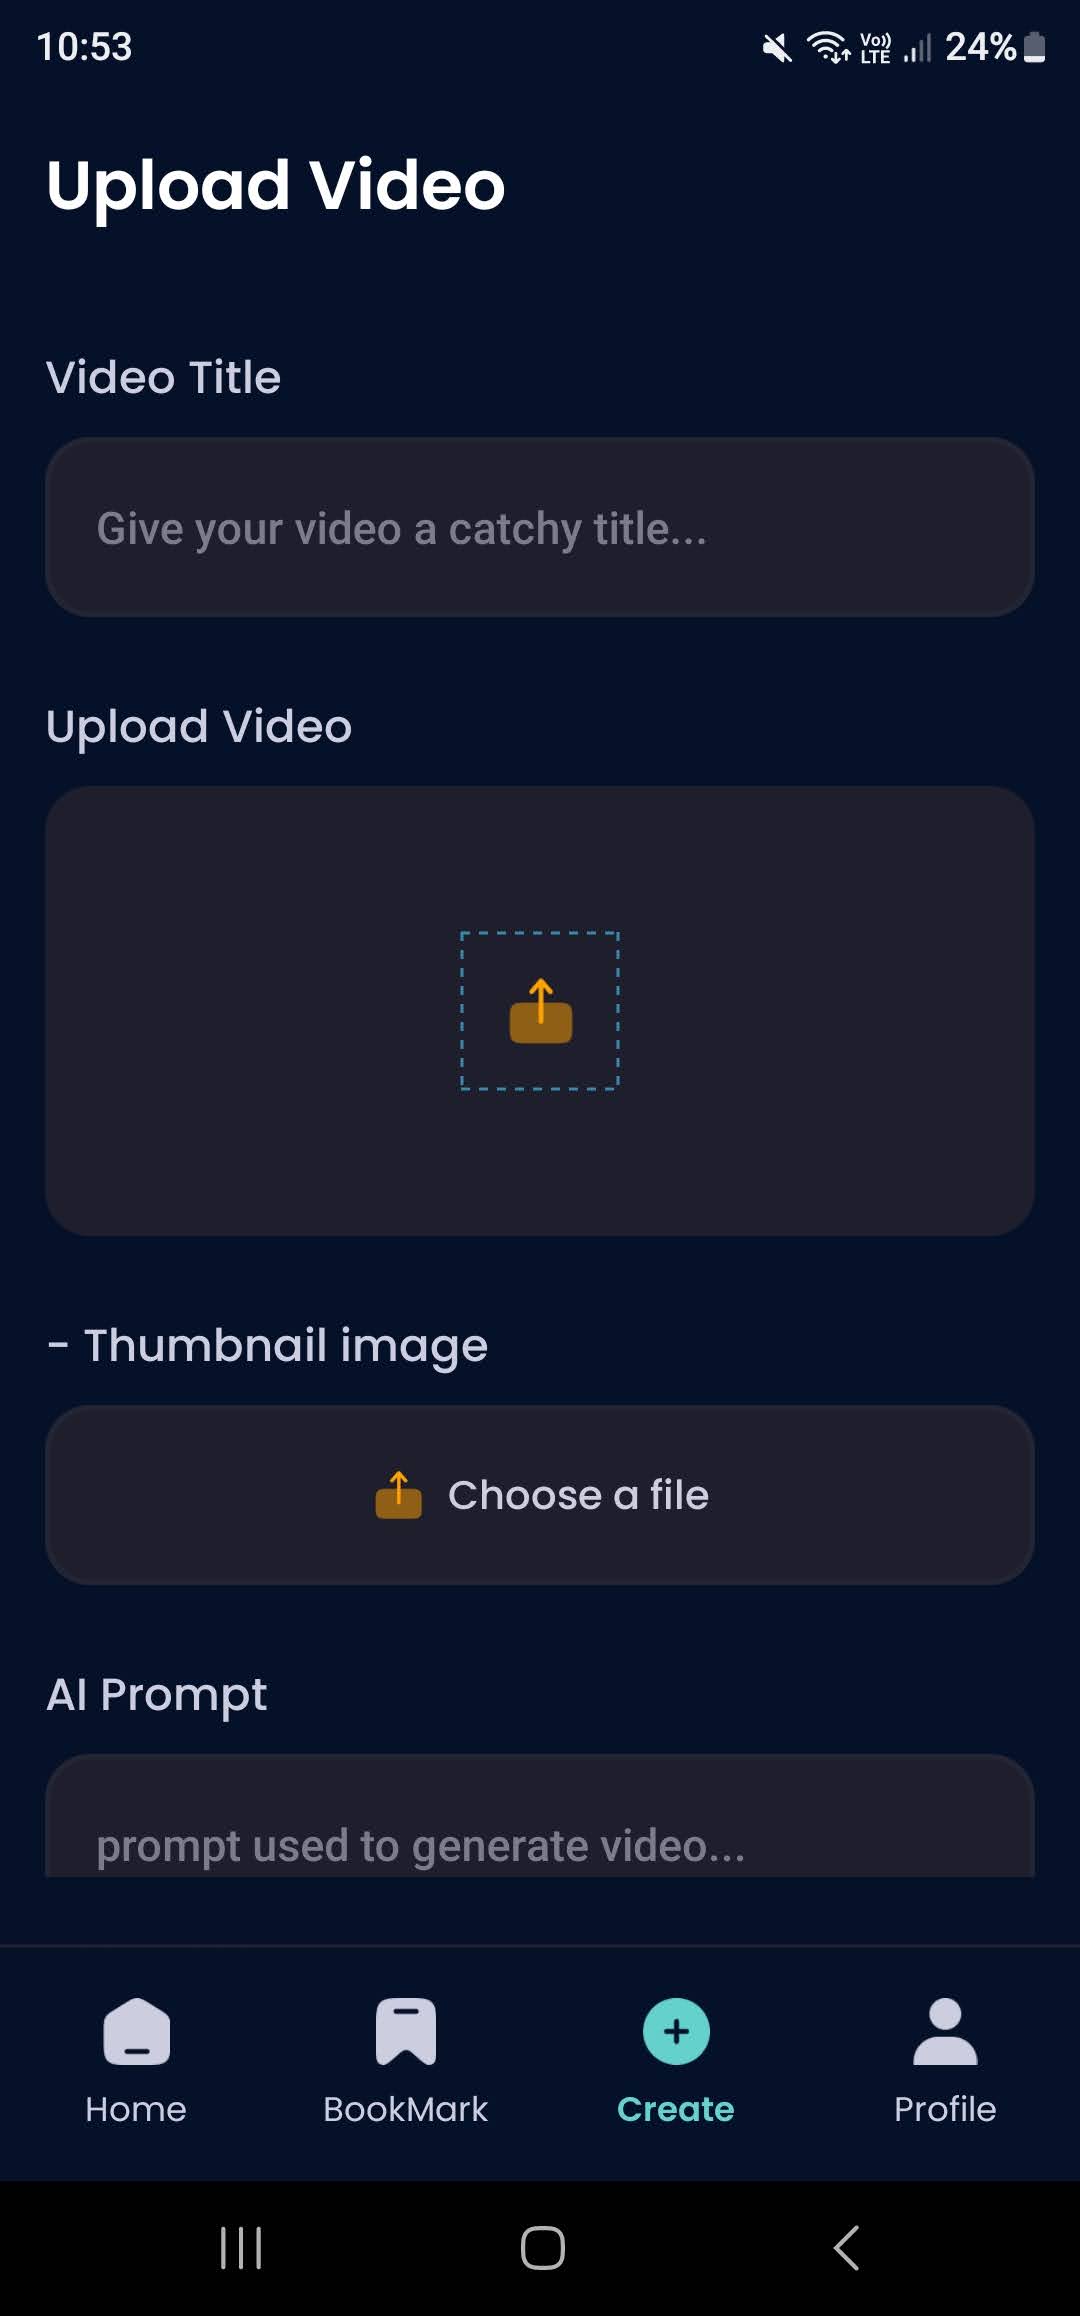 10:53
Vo)) LTE
24%
Upload Video
Video Title
Give your video a catchy title...
Upload Video
- Thumbnail image
Choose a file
AI Prompt
prompt used to generate video...
Home
BookMark
Create
Profile